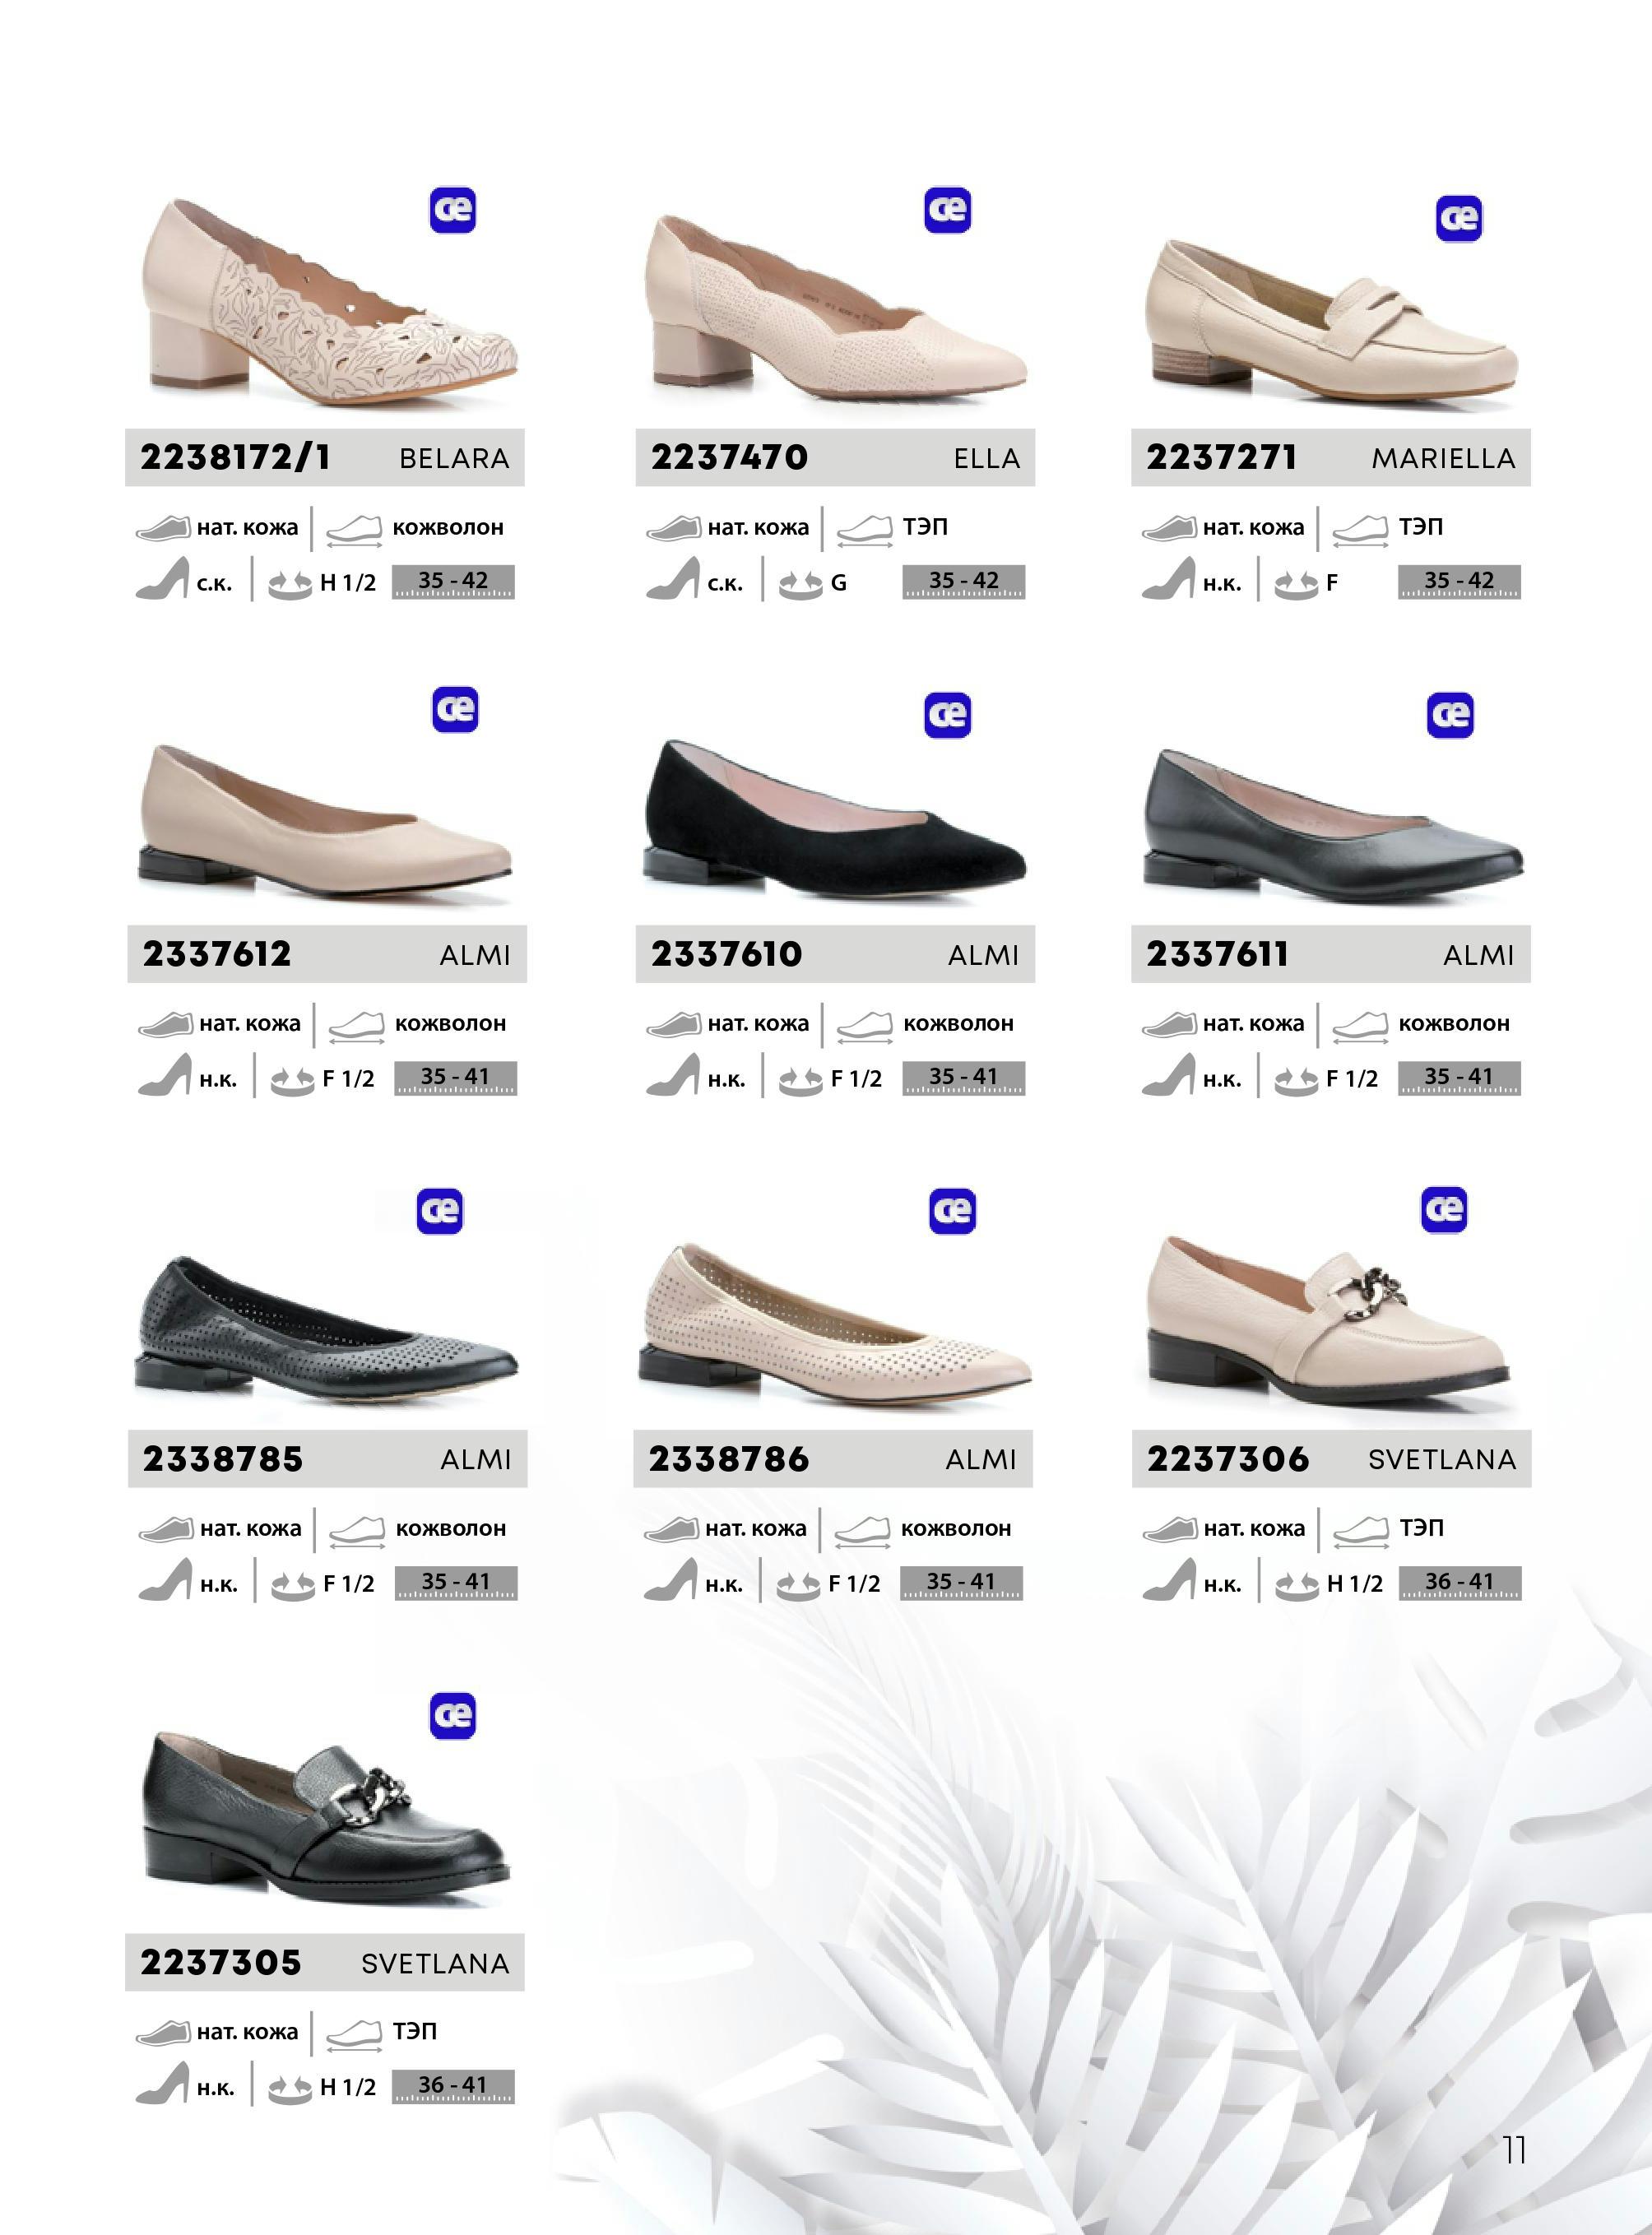 œ
œ
œ
2238172/1 BELARA
2237470 ELLA
2237271 MARIELLA
нат. кожа кожволон
нат. кожа ТЭП
нат. кожа ТЭП
с.к. H 1/2 35 - 42
с.к. G 35 - 42
н.к. F 35 - 42
œ
œ
œ
2337612 ALMI
2337610 ALMI
2337611 ALMI
нат. кожа кожволон
нат. кожа кожволон
нат. кожа кожволон
н.к. F 1/2 35 - 41
н.к. F 1/2 35 - 41
н.к. F 1/2 35 - 41
œ
œ
œ
2338785 ALMI
2338786 ALMI
2237306 SVETLANA
нат. кожа кожволон
нат. кожа кожволон
нат. кожа ТЭП
н.к. F 1/2 35 - 41
н.к. F 1/2 35 - 41
н.к. H 1/2 36 - 41
œ
2237305 SVETLANA
нат. кожа ТЭП
н.к. H 1/2 36 - 41
11